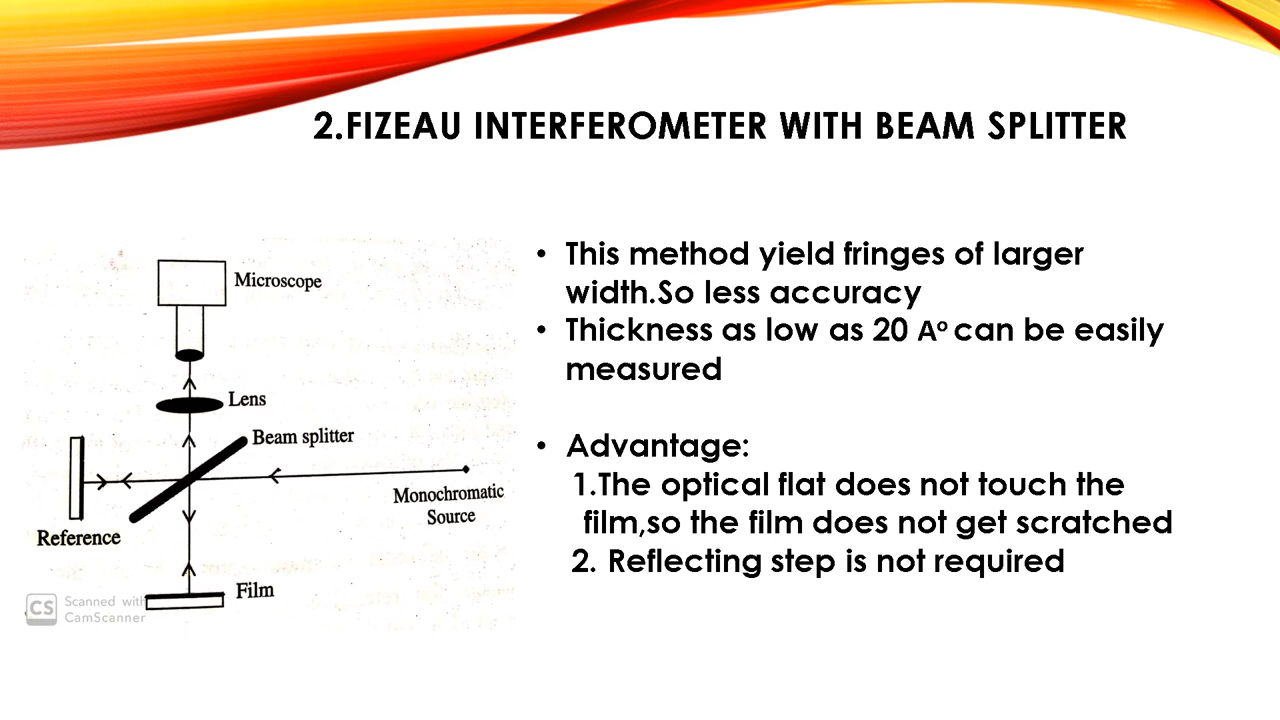 2.FIZEAU INTERFEROMETER WITH BEAM SPLITTER
Microscope
Lens
Beam splitter
Monochromatic
Source
Reference
Film
CS
Scanned with
CamScanner
• This method yield fringes of larger
width.So less accuracy
• Thickness as low as 20 Aº can be easily
measured
• Advantage:
1.The optical flat does not touch the
film,so the film does not get scratched
2. Reflecting step is not required